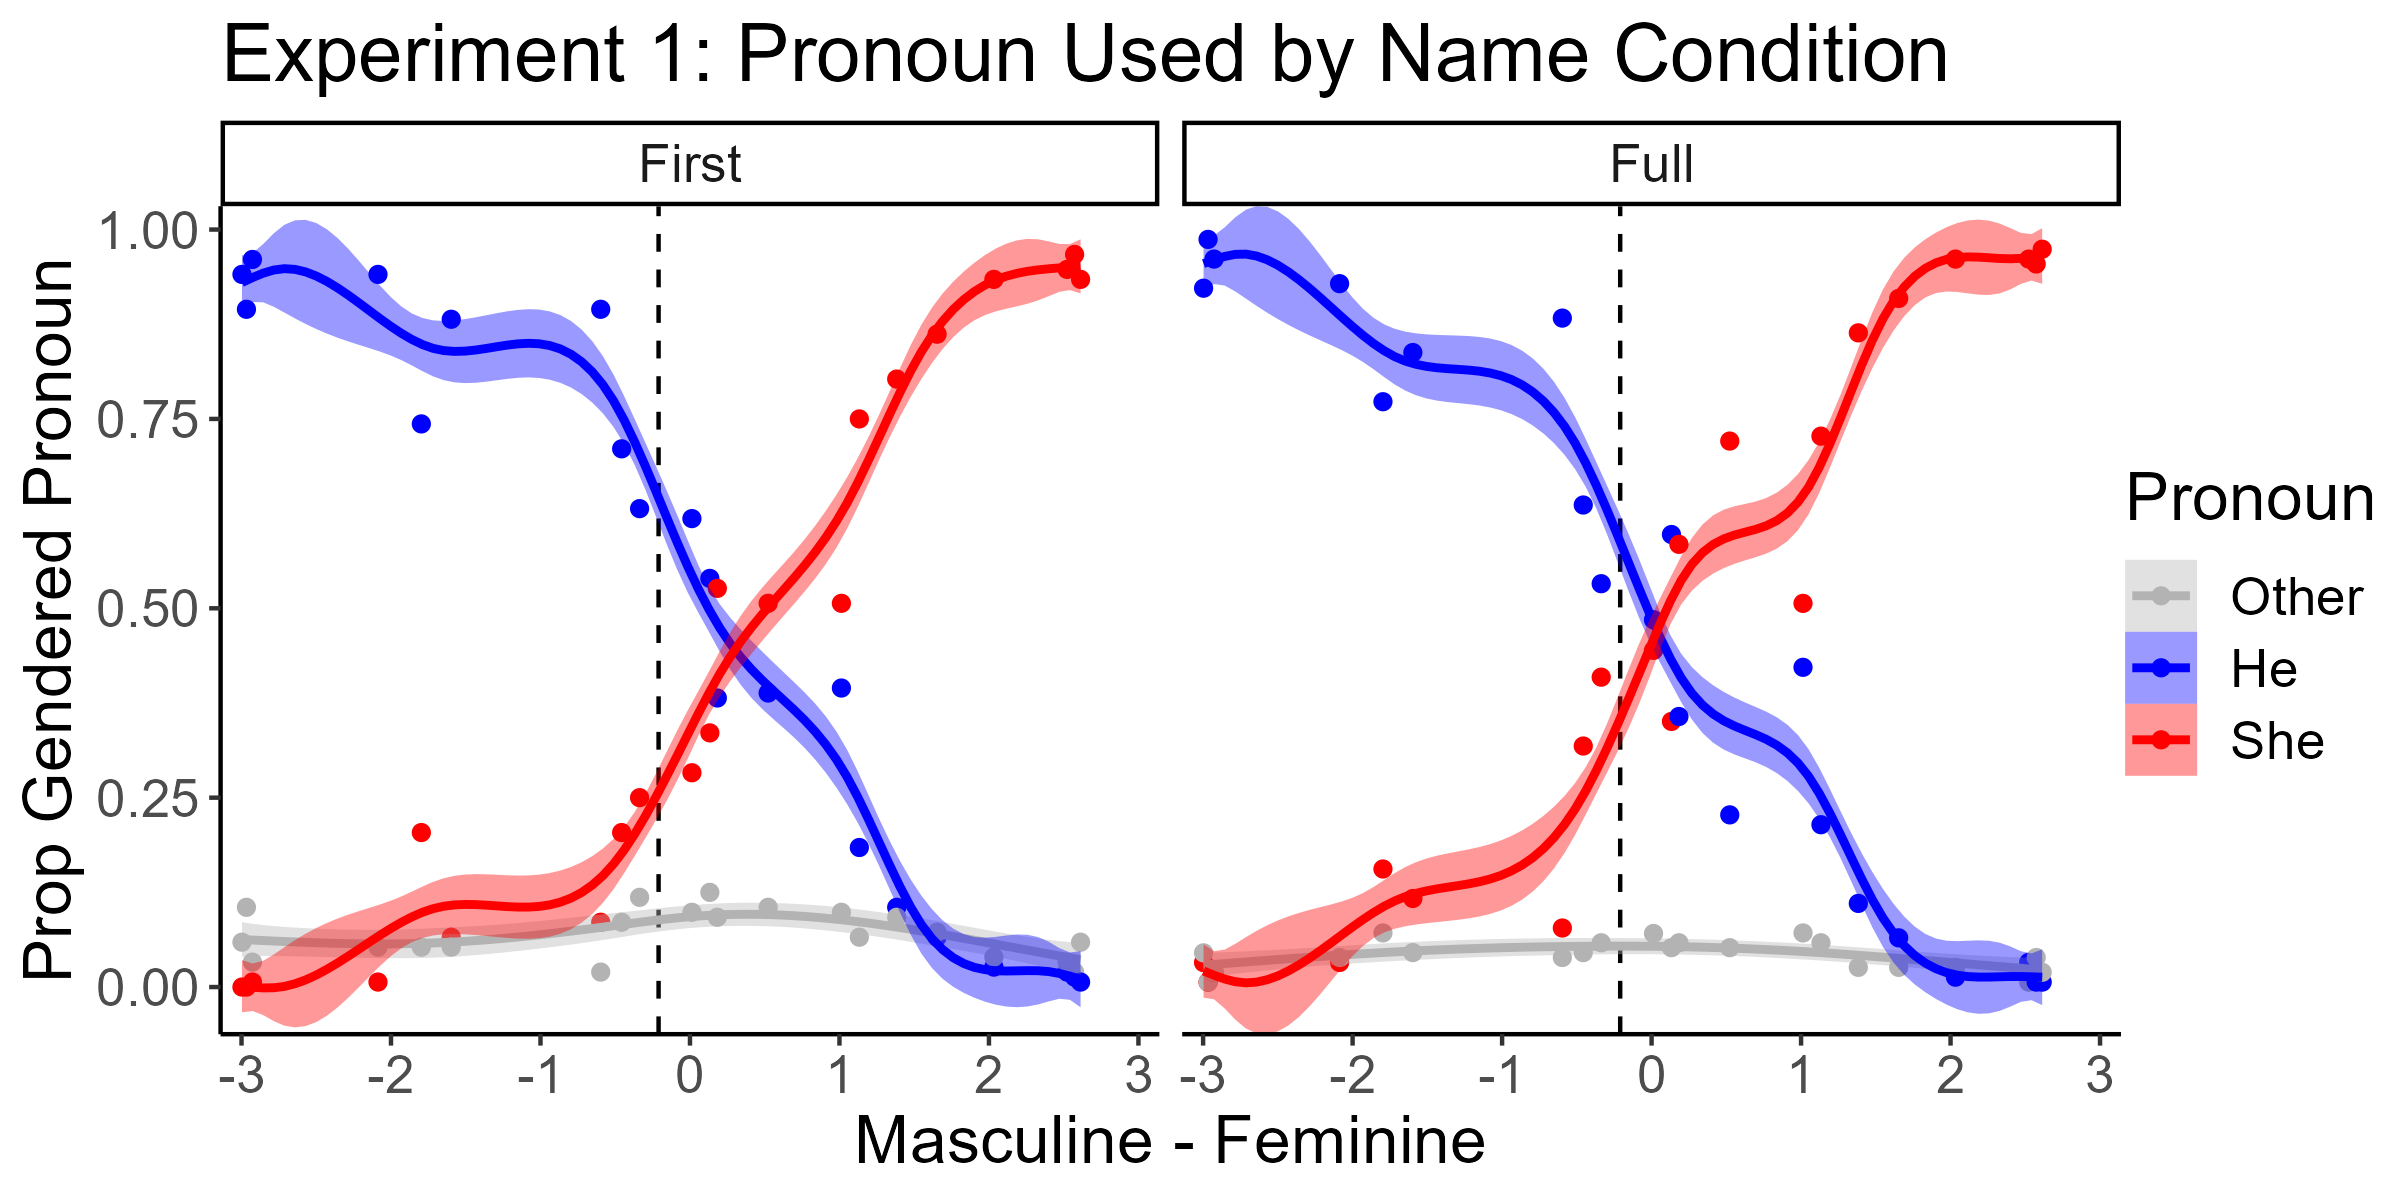 Experiment 1: Pronoun Used by Name Condition
First
Full
Prop Gendered Pronoun
1.00
0.75
0.50
0.25
0.00
-3 -2 -1 0 1 2 3
-3 -2 -1 0 1 2 3
Masculine - Feminine
Pronoun
Other
He
She